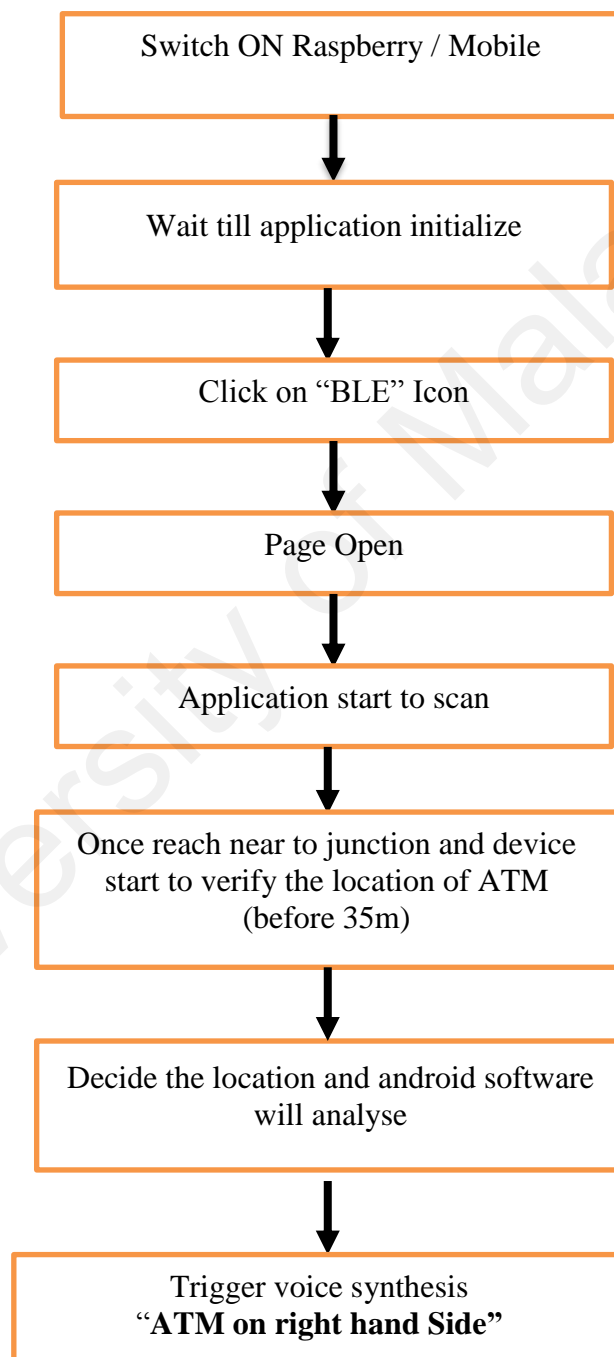 Switch ON Raspberry / Mobile
Wait till application initialize
Click on “BLE” Icon
Page Open
Application start to scan
Once reach near to junction and device
start to verify the location of ATM
(before 35m)
Decide the location and android software
will analyse
Trigger voice synthesis
“ATM on right hand Side”